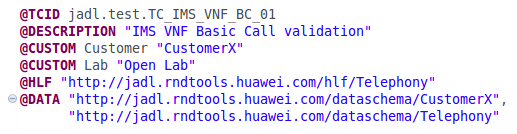 @TCID jadl.test.TC_IMS_VNF_BC_01
@DESCRIPTION "IMS VNF Basic Call validation"
@CUSTOM Customer "CustomerX"
@CUSTOM Lab "Open Lab"
@HLF "http://jadl.rndtools.huawei.com/hlf/Telephony"
@DATA "http://jadl.rndtools.huawei.com/dataschema/CustomerX",
"http://jadl.rndtools.huawei.com/dataschema/Telephony"